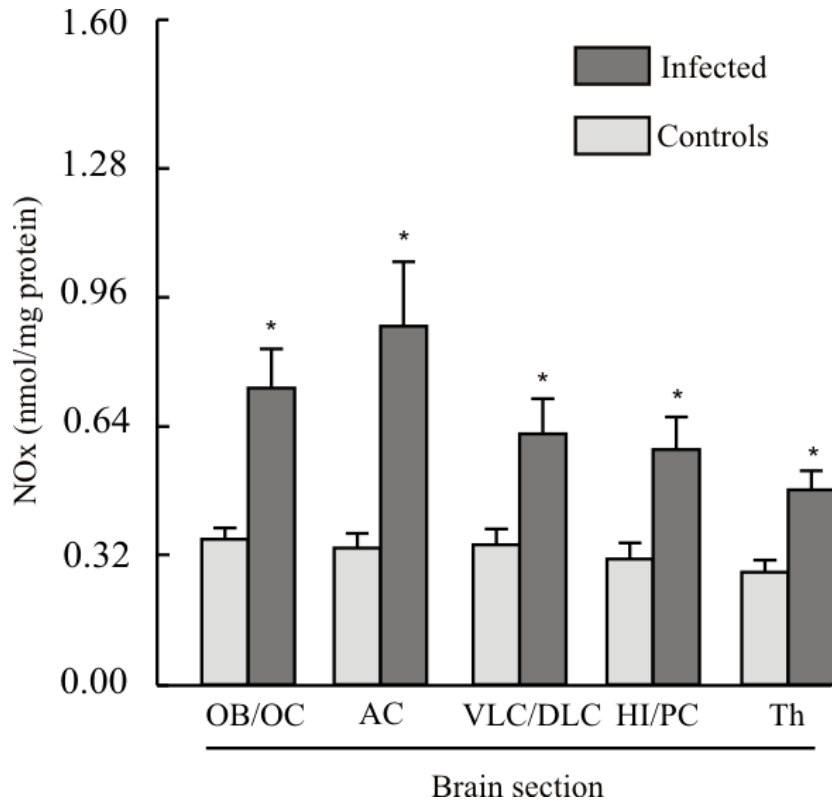 1.60
Infected
Controls
1.28
*
0.96
*
0.64
*
*
*
0.32
0.00
NOx (nmol/mg protein)
OB/OC AC VLC/DLC HI/PC Th
Brain section